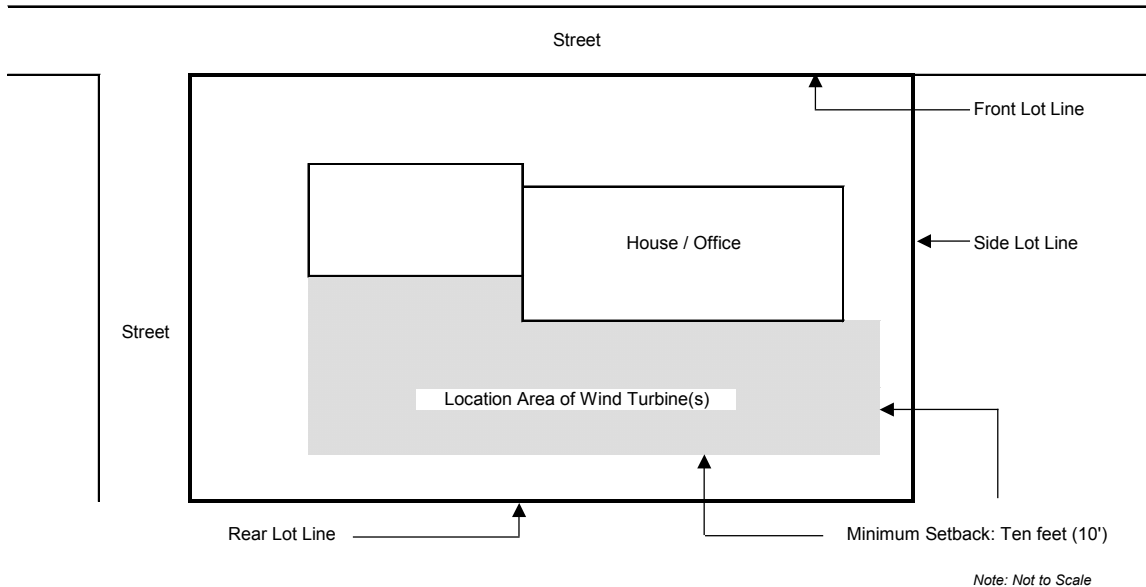 Street
Front Lot Line
House / Office
Side Lot Line
Street
Location Area of Wind Turbine(s)
Rear Lot Line
Minimum Setback: Ten feet (10')
Note: Not to Scale